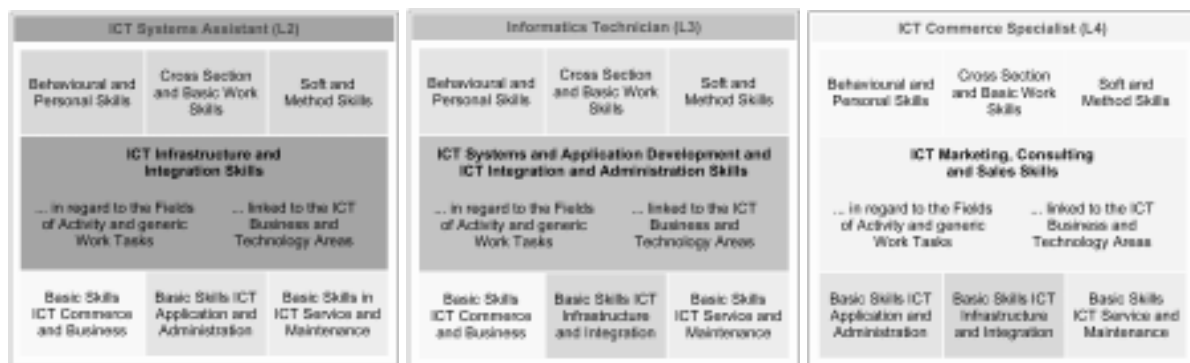 ICT Systems Assistant (L2)
Behavioural and
Personal Skills
Cross Section
and Basic Work
Skills
Soft and
Method Skills
ICT Infrastructure and
Integration Skills
... in regard to the Fields
of Activity and generic
Work Tasks
... linked to the ICT
Business and
Technology Areas
Basic Skills
ICT Commerce
and Business
Basic Skills ICT
Application and
Administration
Basic Skills in
ICT Service and
Maintenance
Informatics Technician (L3)
Behavioural and
Personal Skills
Cross Section
and Basic Work
Skills
Soft and
Method Skills
ICT Systems and Application Development and
ICT Integration and Administration Skills
... in regard to the Fields
of Activity and generic
Work Tasks
... linked to the ICT
Business and
Technology Areas
Basic Skills
ICT Commerce
and Business
Basic Skills ICT
Infrastructure
and Integration
Basic Skills
ICT Service and
Maintenance
ICT Commerce Specialist (L4)
Behavioural and
Personal Skills
Cross Section
and Basic Work
Skills
Soft and
Method Skills
ICT Marketing, Consulting
and Sales Skills
... in regard to the Fields
of Activity and generic
Work Tasks
... linked to the ICT
Business and
Technology Areas
Basic Skills ICT
Application and
Administration
Basic Skills ICT
Infrastructure
and Integration
Basic Skills
ICT Service and
Maintenance